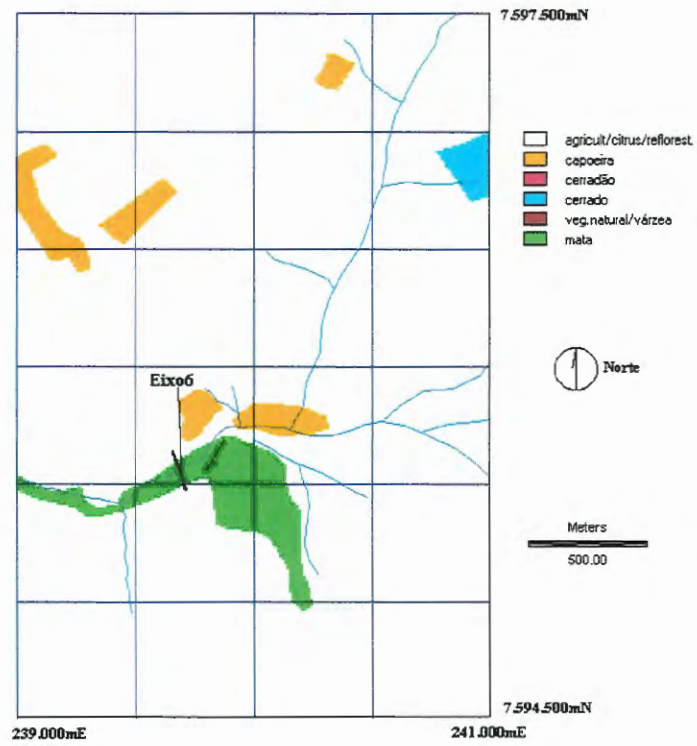 7.597.500mN
agricult/citrus/reflorest.
capoeira
cerradão
cerrado
veg.natural/várzea
mata
Norte
Eixo6
Meters
500.00
7.594.500mN
239.000mE
241.000mE